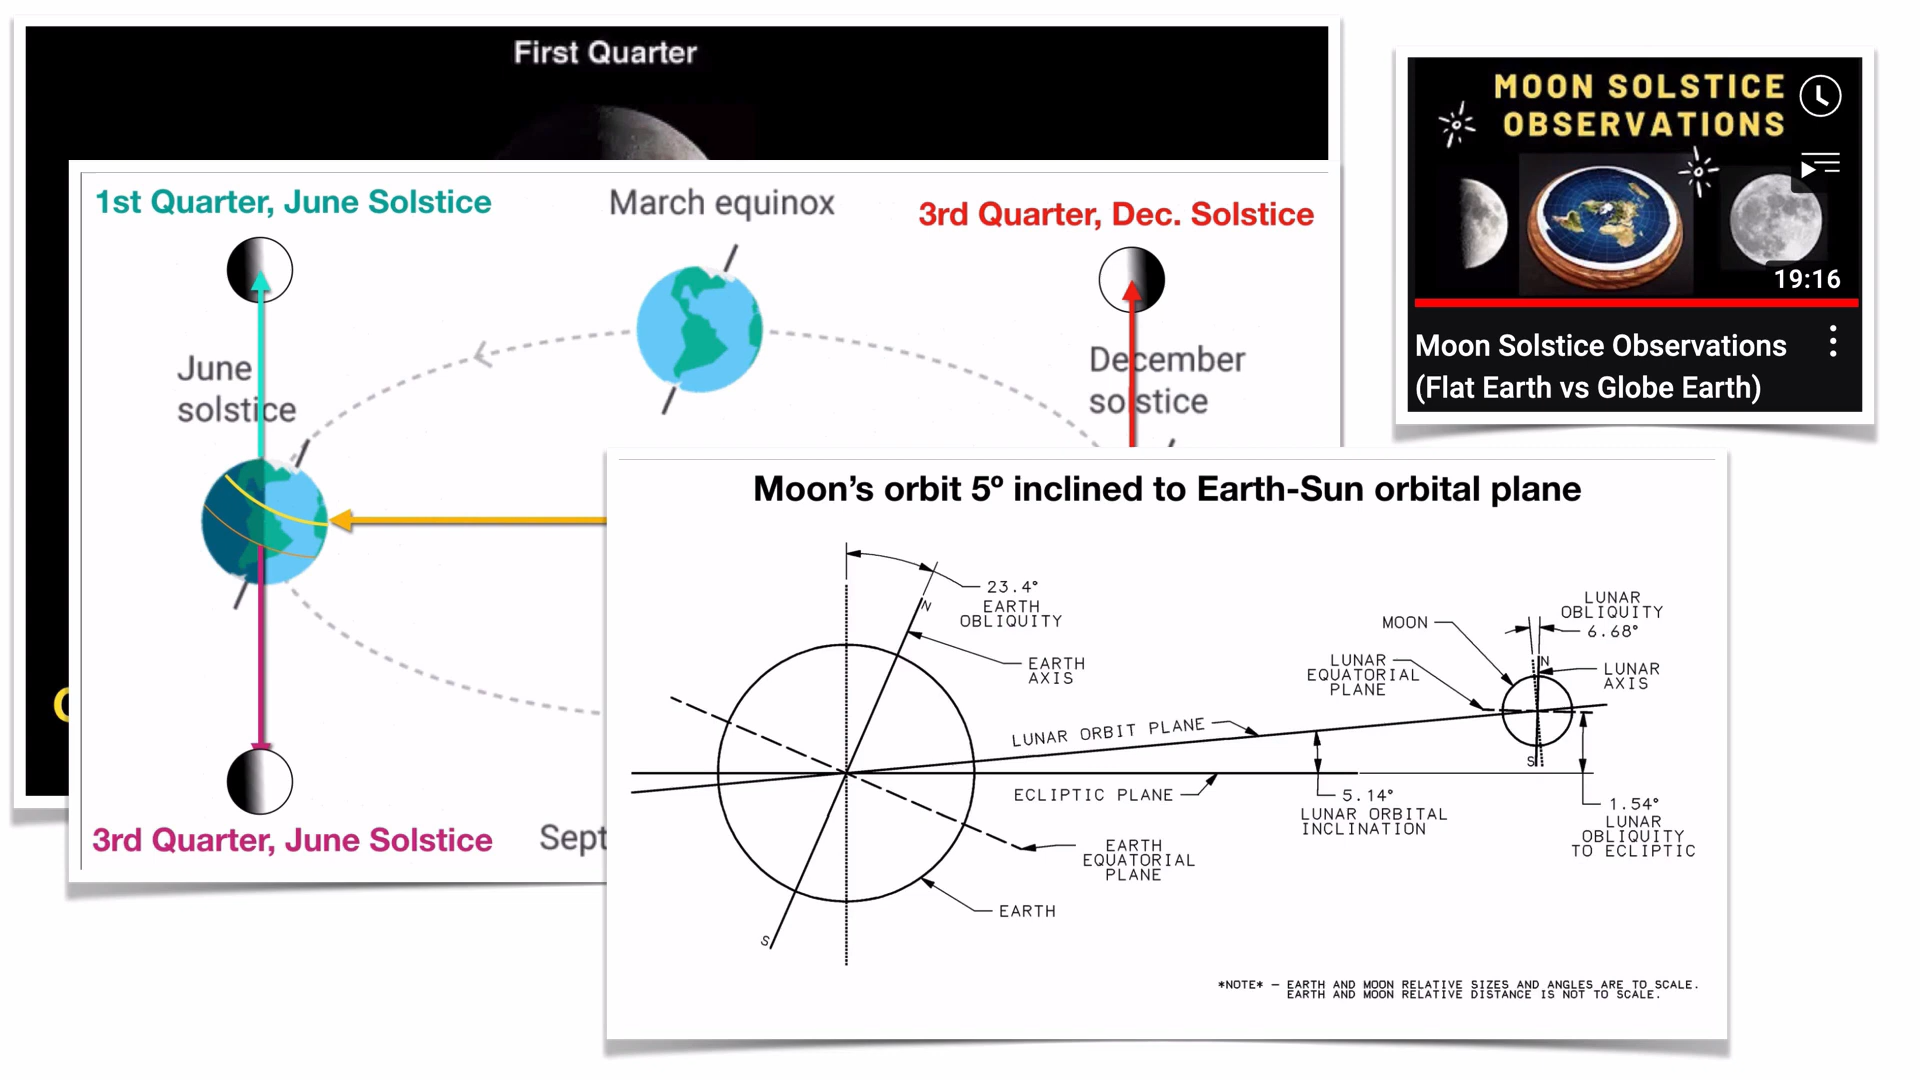 First Quarter
MOON SOLSTICE
OBSERVATIONS
19:16
Moon Solstice Observations
(Flat Earth vs Globe Earth)
1st Quarter, June Solstice
March equinox
3rd Quarter, Dec. Solstice
June
solstice
December
solstice
3rd Quarter, June Solstice
Sept
Moon's orbit 5º inclined to Earth-Sun orbital plane
23.4°
EARTH
OBLIQUITY
N
EARTH
AXIS
LUNAR ORBIT PLANE
ECLIPTIC PLANE
EARTH
EQUATORIAL
PLANE
EARTH
S
5.14°
LUNAR ORBITAL
INCLINATION
MOON
LUNAR
EQUATORIAL
PLANE
LUNAR
OBLIQUITY
6.68°
N
LUNAR
AXIS
S
1.54°
LUNAR
OBLIQUITY
TO ECLIPTIC
*NOTE* – EARTH AND MOON RELATIVE SIZES AND ANGLES ARE TO SCALE.
EARTH AND MOON RELATIVE DISTANCE IS NOT TO SCALE.